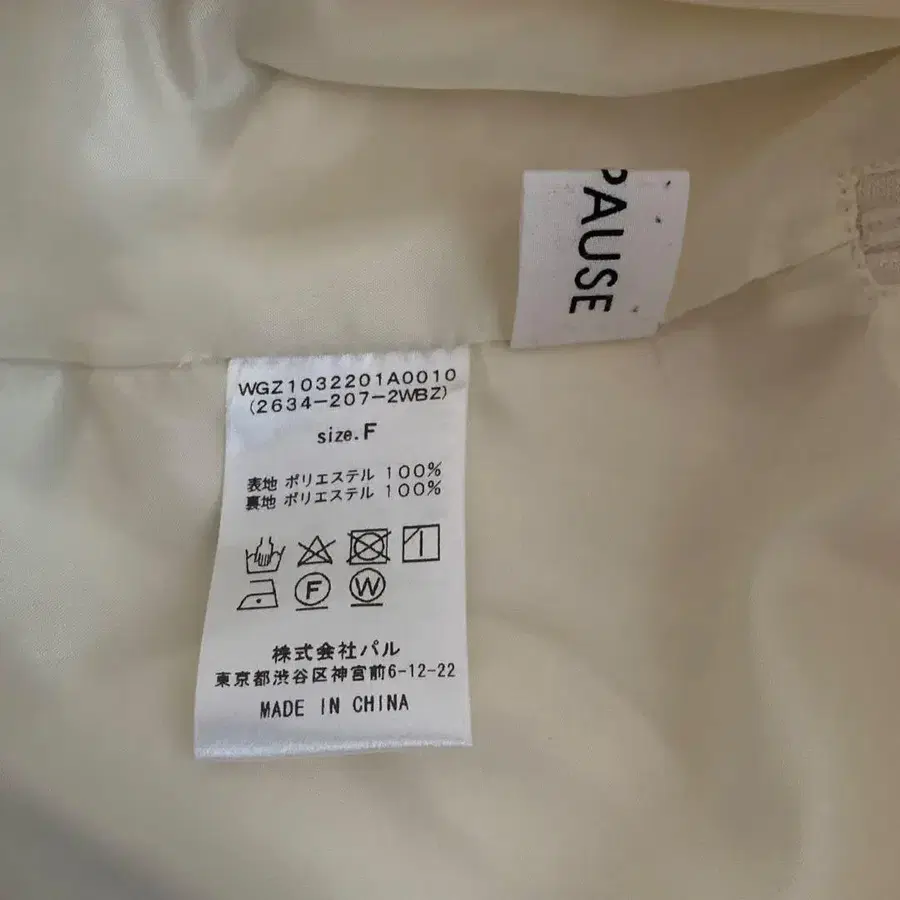 PAUSE
WGZ1032201A0010
(2634-207-2WBZ)
size.F
表地 ポリエステル 100%
裏地 ポリエステル 100%
F W
株式会社パル
東京都渋谷区神宮前6-12-22
MADE IN CHINA